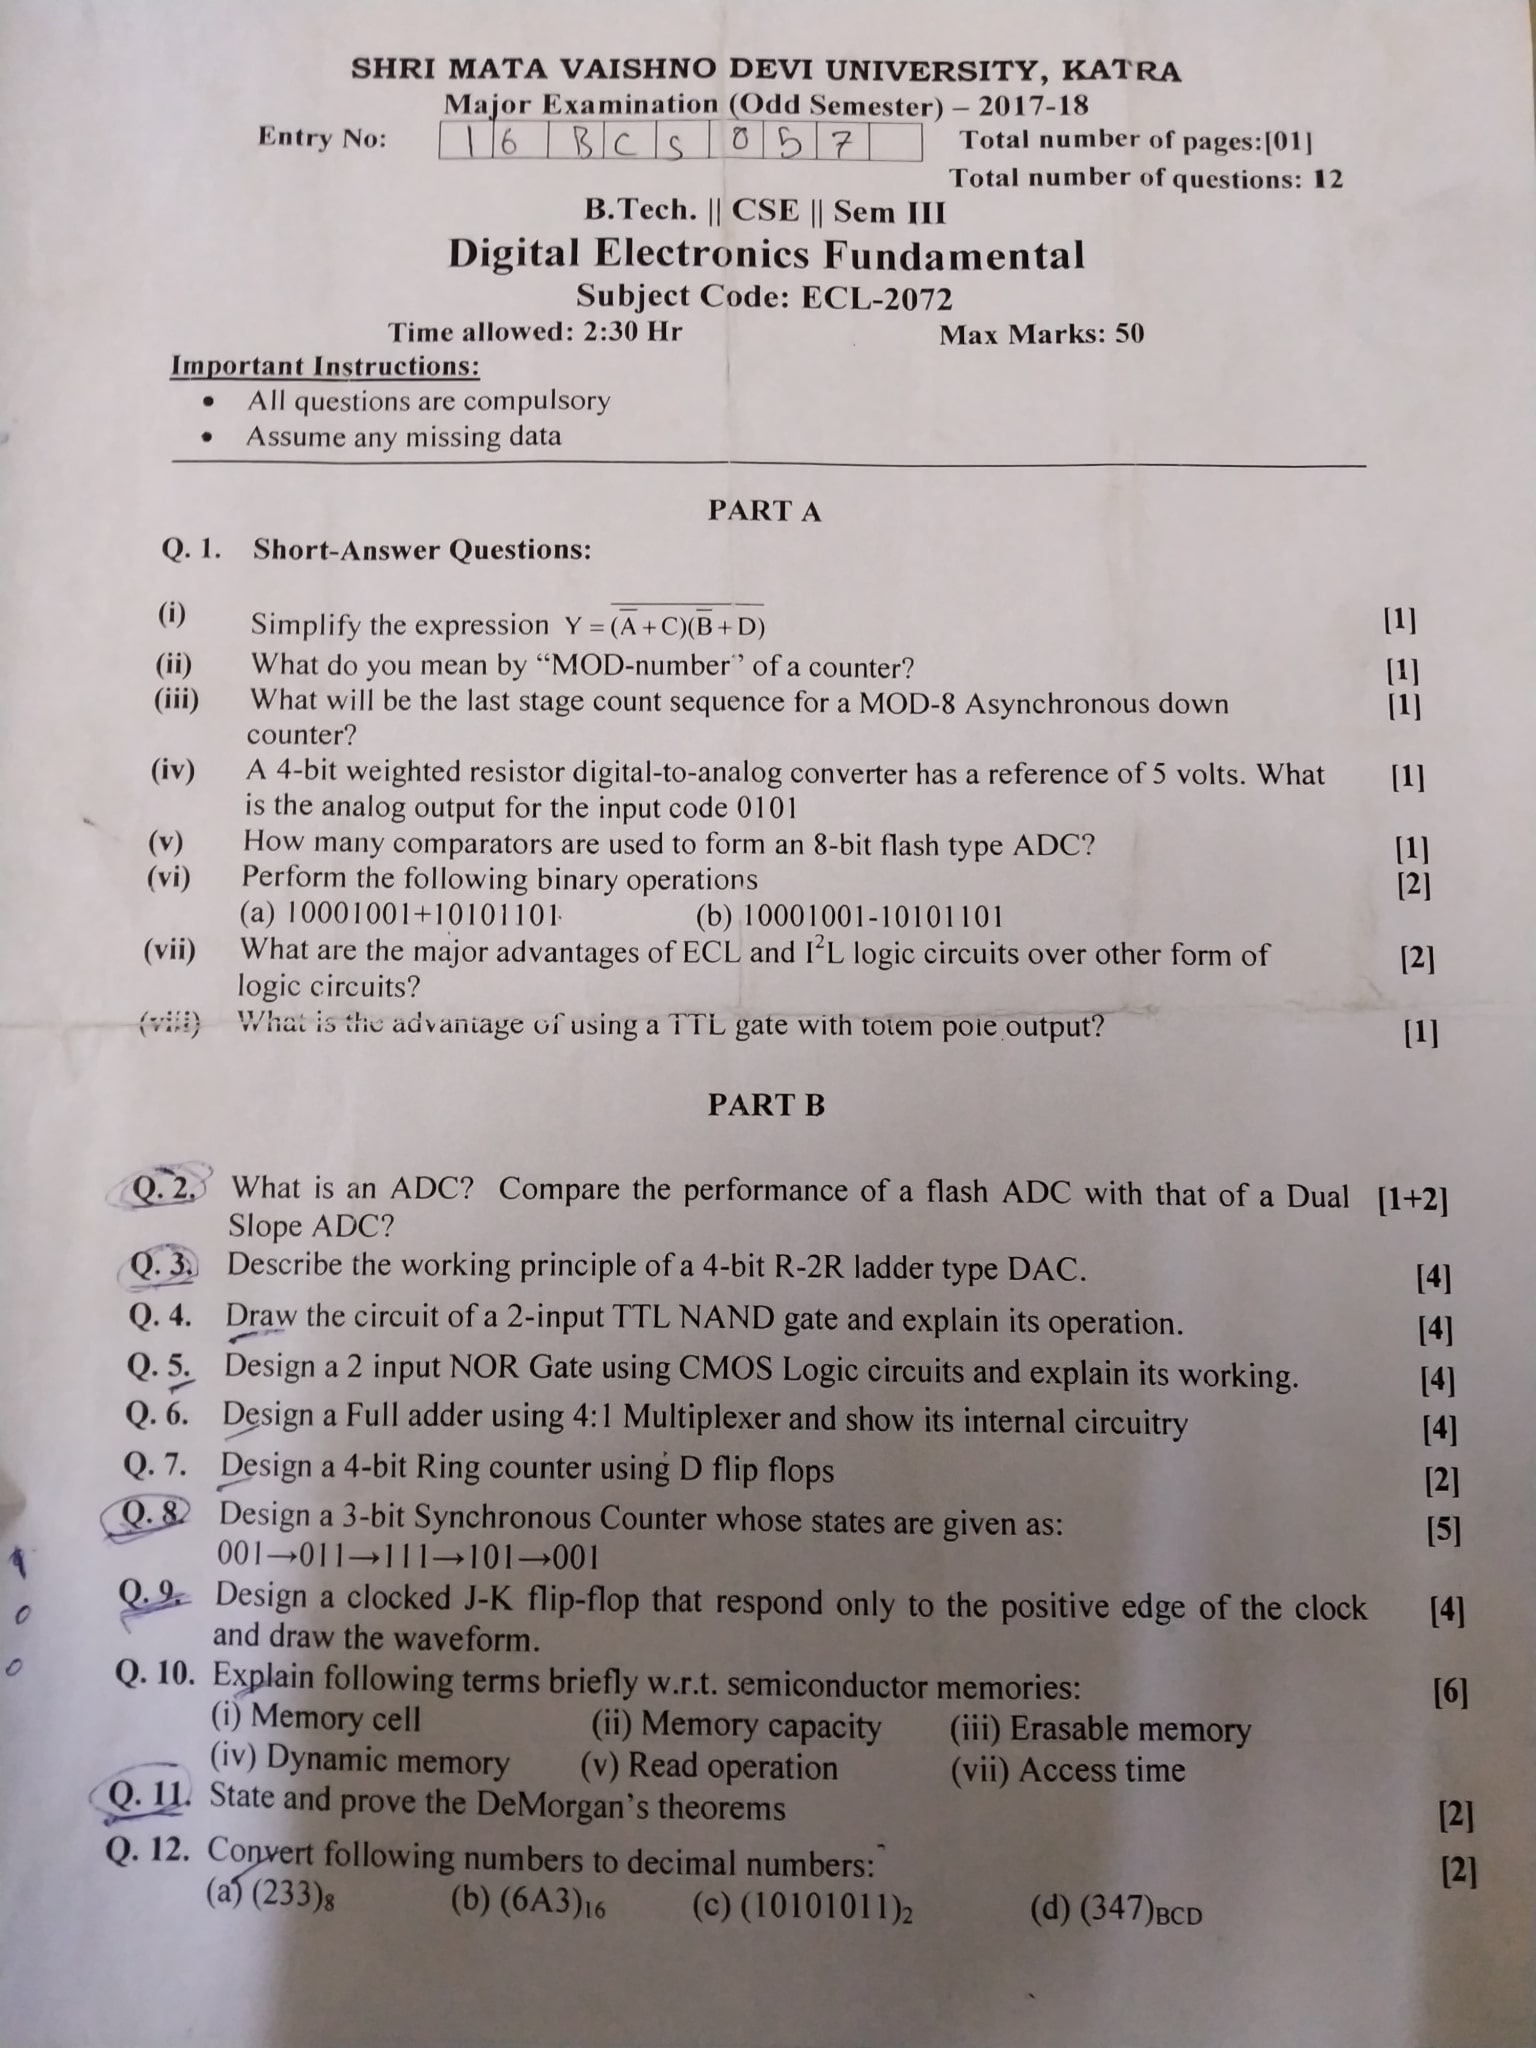 SHRI MATA VAISHNO DEVI UNIVERSITY, KATRA
Major Examination (Odd Semester) – 2017-18
Entry No: 16 BCS 057 Total number of pages:[01]
Total number of questions: 12
B.Tech. || CSE || Sem III
Digital Electronics Fundamental
Subject Code: ECL-2072
Time allowed: 2:30 Hr Max Marks: 50
Important Instructions:
• All questions are compulsory
• Assume any missing data
PART A
Q. 1. Short-Answer Questions:
(i) Simplify the expression Y = \overline{(\overline{A}+C)(\overline{B}+D)} [1]
(ii) What do you mean by “MOD-number” of a counter? [1]
(iii) What will be the last stage count sequence for a MOD-8 Asynchronous down [1]
counter?
(iv) A 4-bit weighted resistor digital-to-analog converter has a reference of 5 volts. What [1]
is the analog output for the input code 0101
(v) How many comparators are used to form an 8-bit flash type ADC? [1]
(vi) Perform the following binary operations [2]
(a) 10001001+10101101 (b) 10001001-10101101
(vii) What are the major advantages of ECL and I²L logic circuits over other form of [2]
logic circuits?
(viii) What is the advantage of using a TTL gate with totem pole output? [1]
PART B
Q. 2. What is an ADC? Compare the performance of a flash ADC with that of a Dual [1+2]
Slope ADC?
Q. 3. Describe the working principle of a 4-bit R-2R ladder type DAC. [4]
Q. 4. Draw the circuit of a 2-input TTL NAND gate and explain its operation. [4]
Q. 5. Design a 2 input NOR Gate using CMOS Logic circuits and explain its working. [4]
Q. 6. Design a Full adder using 4:1 Multiplexer and show its internal circuitry [4]
Q. 7. Design a 4-bit Ring counter using D flip flops [2]
Q. 8. Design a 3-bit Synchronous Counter whose states are given as: [5]
001→011→111→101→001
Q. 9. Design a clocked J-K flip-flop that respond only to the positive edge of the clock [4]
and draw the waveform.
Q. 10. Explain following terms briefly w.r.t. semiconductor memories: [6]
(i) Memory cell (ii) Memory capacity (iii) Erasable memory
(iv) Dynamic memory (v) Read operation (vii) Access time
Q. 11. State and prove the DeMorgan’s theorems [2]
Q. 12. Convert following numbers to decimal numbers: [2]
(a) (233)₈ (b) (6A3)₁₆ (c) (10101011)₂ (d) (347)BCD